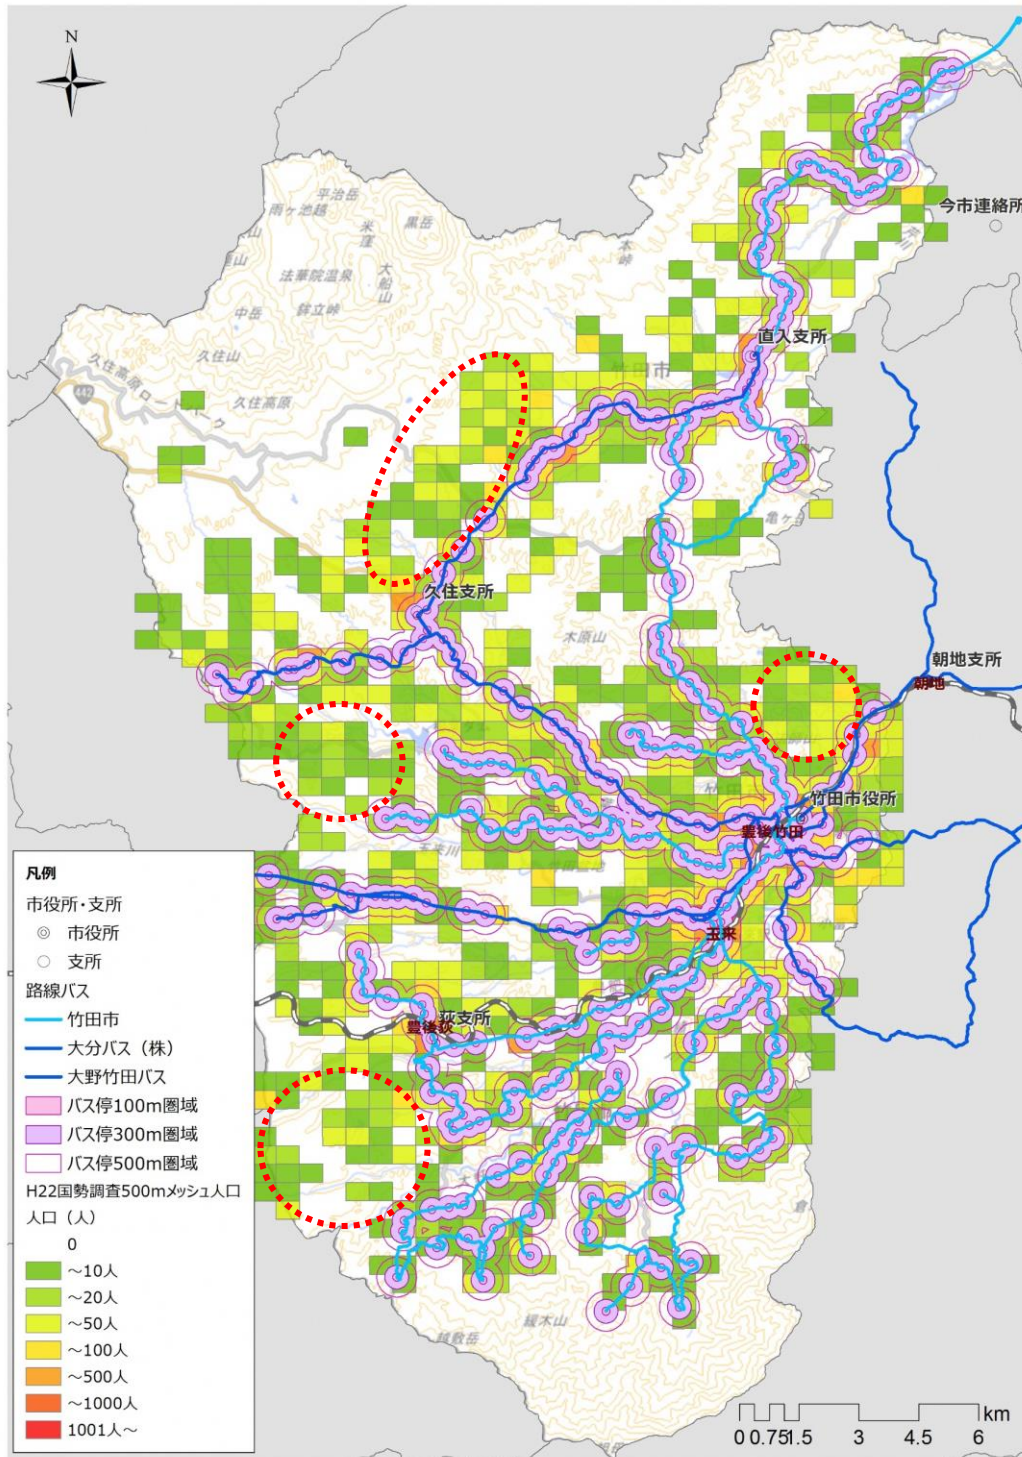 N
今市連絡所
平治岳
雨ヶ池越
黒岳
米窪
大船山
法華院温泉
鉾立峠
中岳
久住山
久住高原
久住高原ロードパーク
442
直入支所
竹田市
久住支所
木原山
朝地支所
朝地
竹田市役所
豊後竹田
玉来
荻支所
豊後荻
緩木山
越敷岳
凡例
市役所・支所
市役所
支所
路線バス
竹田市
大分バス（株）
大野竹田バス
バス停100m圏域
バス停300m圏域
バス停500m圏域
H22国勢調査500mメッシュ人口
人口（人）
0
～10人
～20人
～50人
～100人
～500人
～1000人
1001人～
km
0 0.75 1.5 3 4.5 6